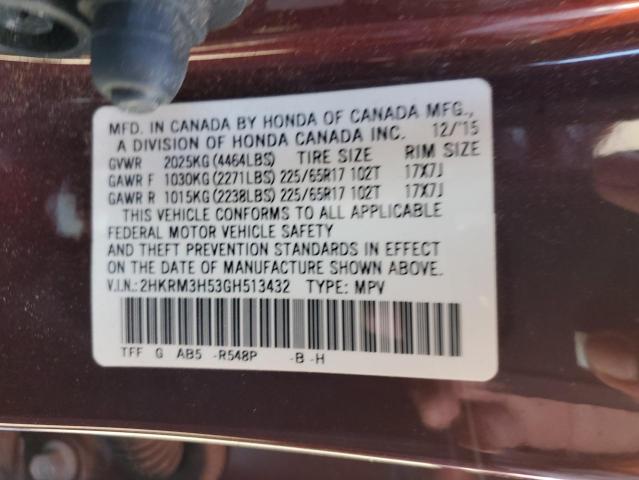 MFD. IN CANADA BY HONDA OF CANADA MFG.,
A DIVISION OF HONDA CANADA INC. 12/'15
GVWR 2025KG(4464LBS) TIRE SIZE RIM SIZE
GAWR F 1030KG(2271LBS) 225/65R17 102T 17X7J
GAWR R 1015KG(2238LBS) 225/65R17 102T 17X7J
THIS VEHICLE CONFORMS TO ALL APPLICABLE
FEDERAL MOTOR VEHICLE SAFETY
AND THEFT PREVENTION STANDARDS IN EFFECT
ON THE DATE OF MANUFACTURE SHOWN ABOVE.
V.I.N.: 2HKRM3H53GH513432 TYPE: MPV
TFF G AB5 -R548P -B -H